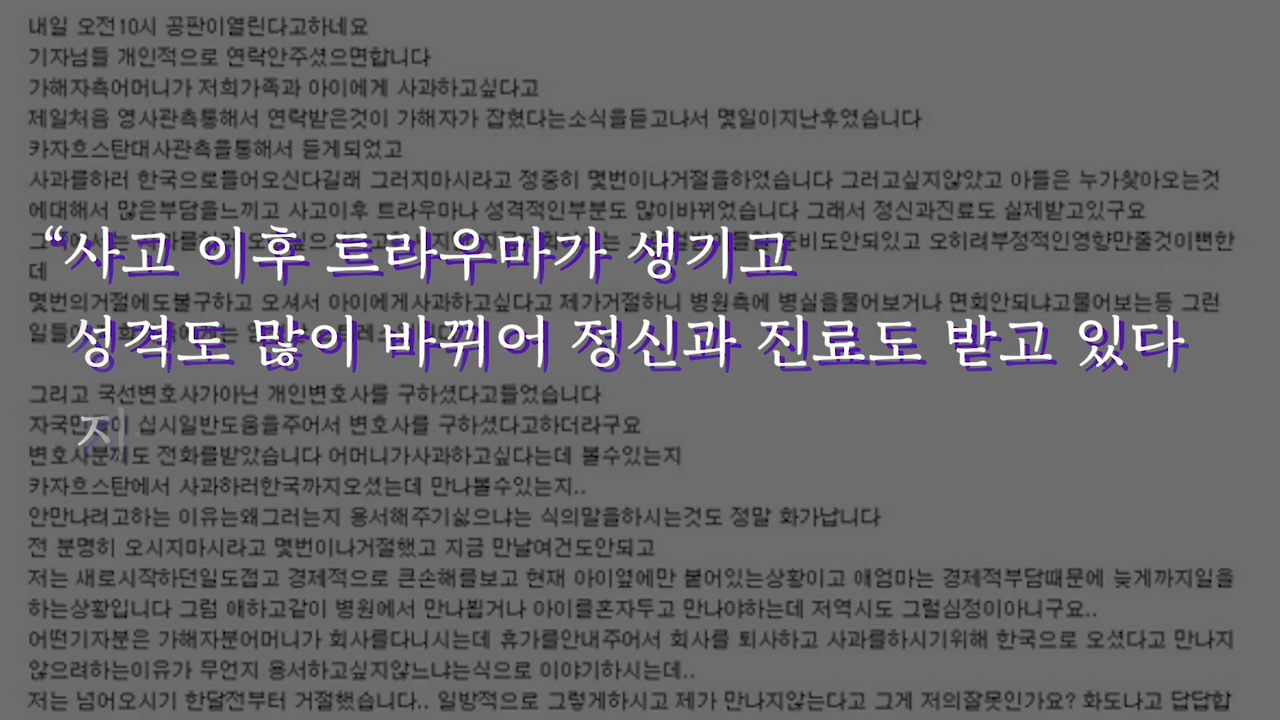 내일 오전10시 공판이열린다고하네요
기자님들 개인적으로 연락안주셨으면합니다
가해자측어머니가 저희가족과 아이에게 사과하고싶다고
제일처음 영사관측통해서 연락받은것이 가해자가 잡혔다는소식을듣고나서 몇일이지난후였습니다
카자흐스탄대사관측을통해서 듣게되었고
사과를하러 한국으로들어오신다길래 그러지마시라고 정중히 몇번이나거절을하였습니다 그러고싶지않았고 아들은 누가찾아오는것
에대해서 많은부담을느끼고 사고이후 트라우마나 성격적인부분도 많이바뀌었습니다 그래서 정신과진료도 실제받고있구요
준비도안되있고 오히려부정적인영향만줄것이뻔한
“사고 이후 트라우마가 생기고
데
몇번의거절에도불구하고 오셔서 아이에게사과하고싶다고 제가거절하니 병원측에 병실을물어보거나 면회안되냐고물어보는등 그런
성격도 많이 바뀌어 정신과 진료도 받고 있다
그리고 국선변호사가아닌 개인변호사를 구하셨다고들었습니다
십시일반도움을주어서 변호사를 구하셨다고하더라구요
지
변호사분께도 전화를받았습니다 어머니가사과하고싶다는데 볼수있는지
카자흐스탄에서 사과하러한국까지오셨는데 만나볼수있는지..
안만나려고하는 이유는왜그러는지 용서해주기싫으냐는 식의말을하시는것도 정말 화가납니다
전 분명히 오시지마시라고 몇번이나거절했고 지금 만날여건도안되고
저는 새로시작하던일도접고 경제적으로 큰손해를보고 현재 아이옆에만 붙어있는상황이고 애엄마는 경제적부담때문에 늦게까지일을
하는상황입니다 그럼 애하고같이 병원에서 만나뵙거나 아이를혼자두고 만나야하는데 저역시도 그럴심정이아니구요..
어떤기자분은 가해자분어머니가 회사를다니시는데 휴가를안내주어서 회사를 퇴사하고 사과를하시기위해 한국으로 오셨다고 만나지
않으려하는이유가 무언지 용서하고싶지않느냐는식으로 이야기하시는데..
저는 넘어오시기 한달전부터 거절했습니다.. 일방적으로 그렇게하시고 제가 만나지않는다고 그게 저의잘못인가요? 화도나고 답답합